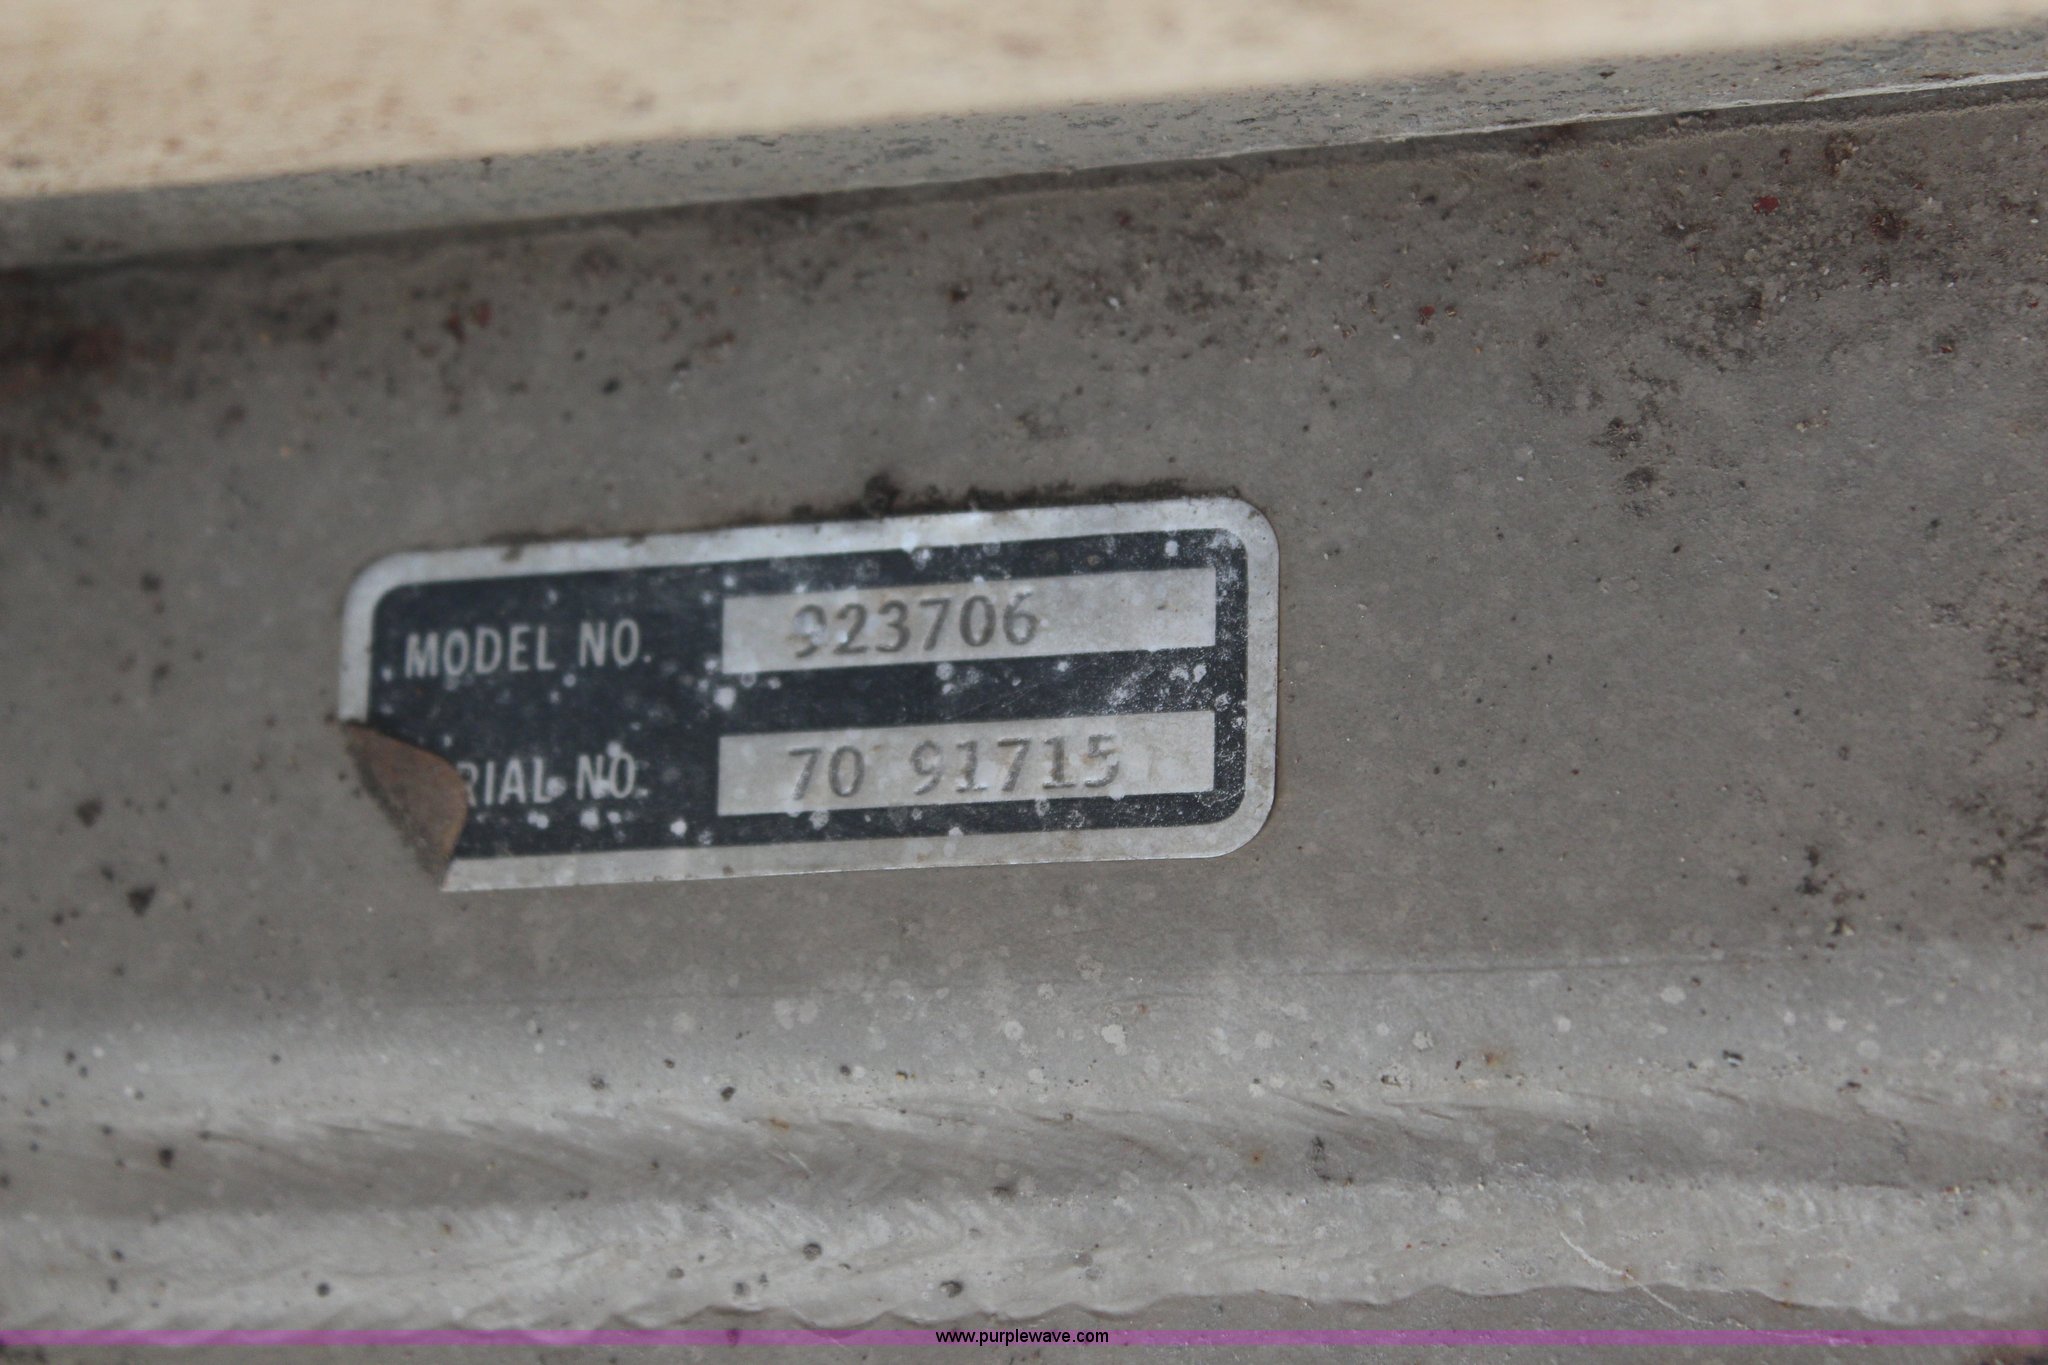 MODEL NO. 923706
RIAL NO. 70 91715
www.purplewave.com